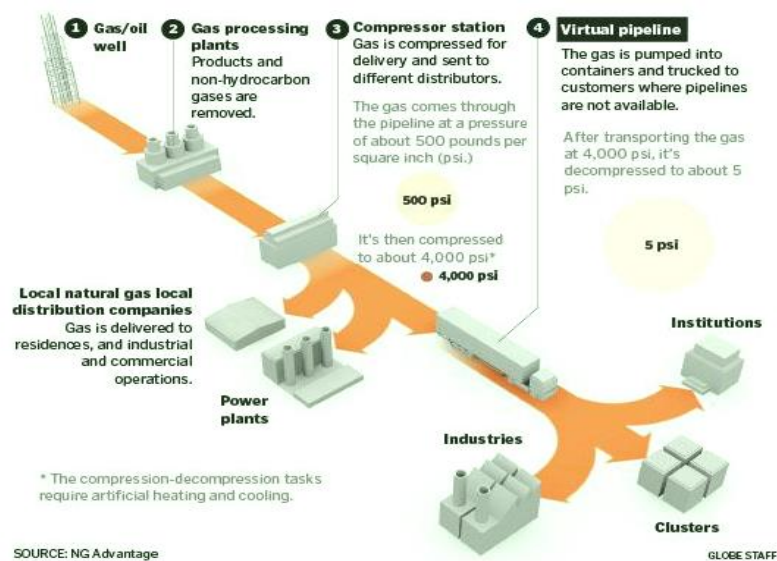 1 Gas/oil
well
2 Gas processing
plants
Products and
non-hydrocarbon
gases are
removed.
3 Compressor station
Gas is compressed for
delivery and sent to
different distributors.
The gas comes through
the pipeline at a pressure
of about 500 pounds per
square inch (psi.)
500 psi
It's then compressed
to about 4,000 psi*
4,000 psi
4 Virtual pipeline
The gas is pumped into
containers and trucked to
customers where pipelines
are not available.
After transporting the gas
at 4,000 psi, it's
decompressed to about 5
psi.
5 psi
Local natural gas local
distribution companies
Gas is delivered to
residences, and industrial
and commercial
operations.
Power
plants
Institutions
Industries
Clusters
* The compression-decompression tasks
require artificial heating and cooling.
SOURCE: NG Advantage
GLOBE STAFF